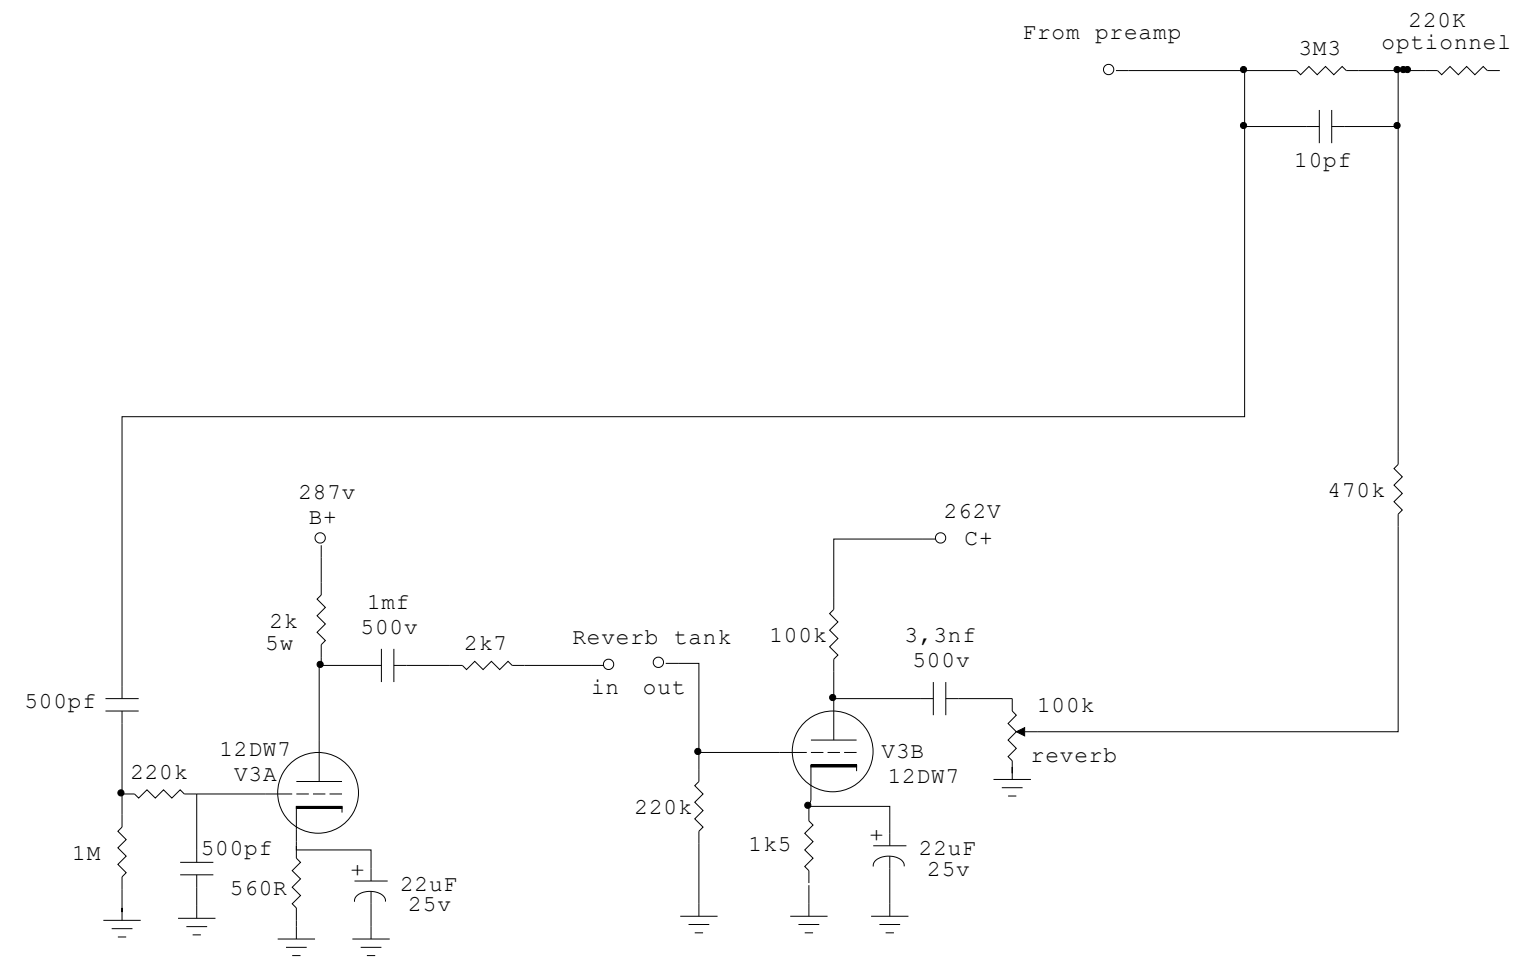 220K
optionnel
From preamp
3M3
10pf
470k
287v
B+
262V
C+
1mf
500v
2k
5w
2k7
Reverb tank
in out
100k
3,3nf
500v
500pf
100k
reverb
12DW7
V3A
220k
V3B
12DW7
220k
1M
500pf
560R
+
22uF
25v
1k5
+
22uF
25v